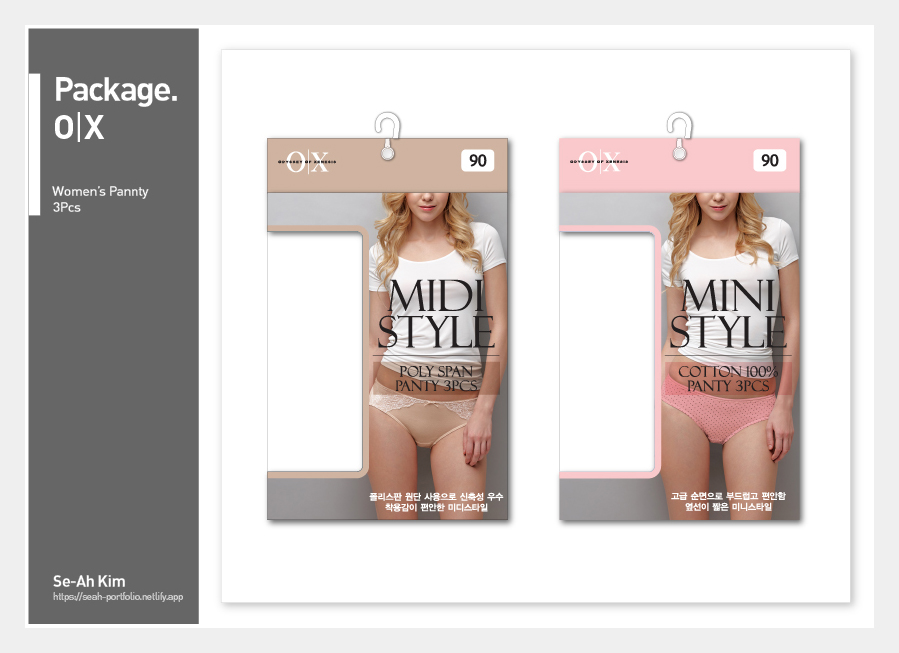 Package.
O|X
Women's Pannty
3Pcs
O|X
ODYSSEY OF XENESIS
90
MIDI
STYLE
POLY SPAN
PANTY 3PCS
폴리스판 원단 사용으로 신축성 우수
착용감이 편안한 미디스타일
O|X
ODYSSEY OF XENESIS
90
MINI
STYLE
COTTON 100%
PANTY 3PCS
고급 순면으로 부드럽고 편안함
옆선이 짧은 미니스타일
Se-Ah Kim
https://seah-portfolio.netlify.app